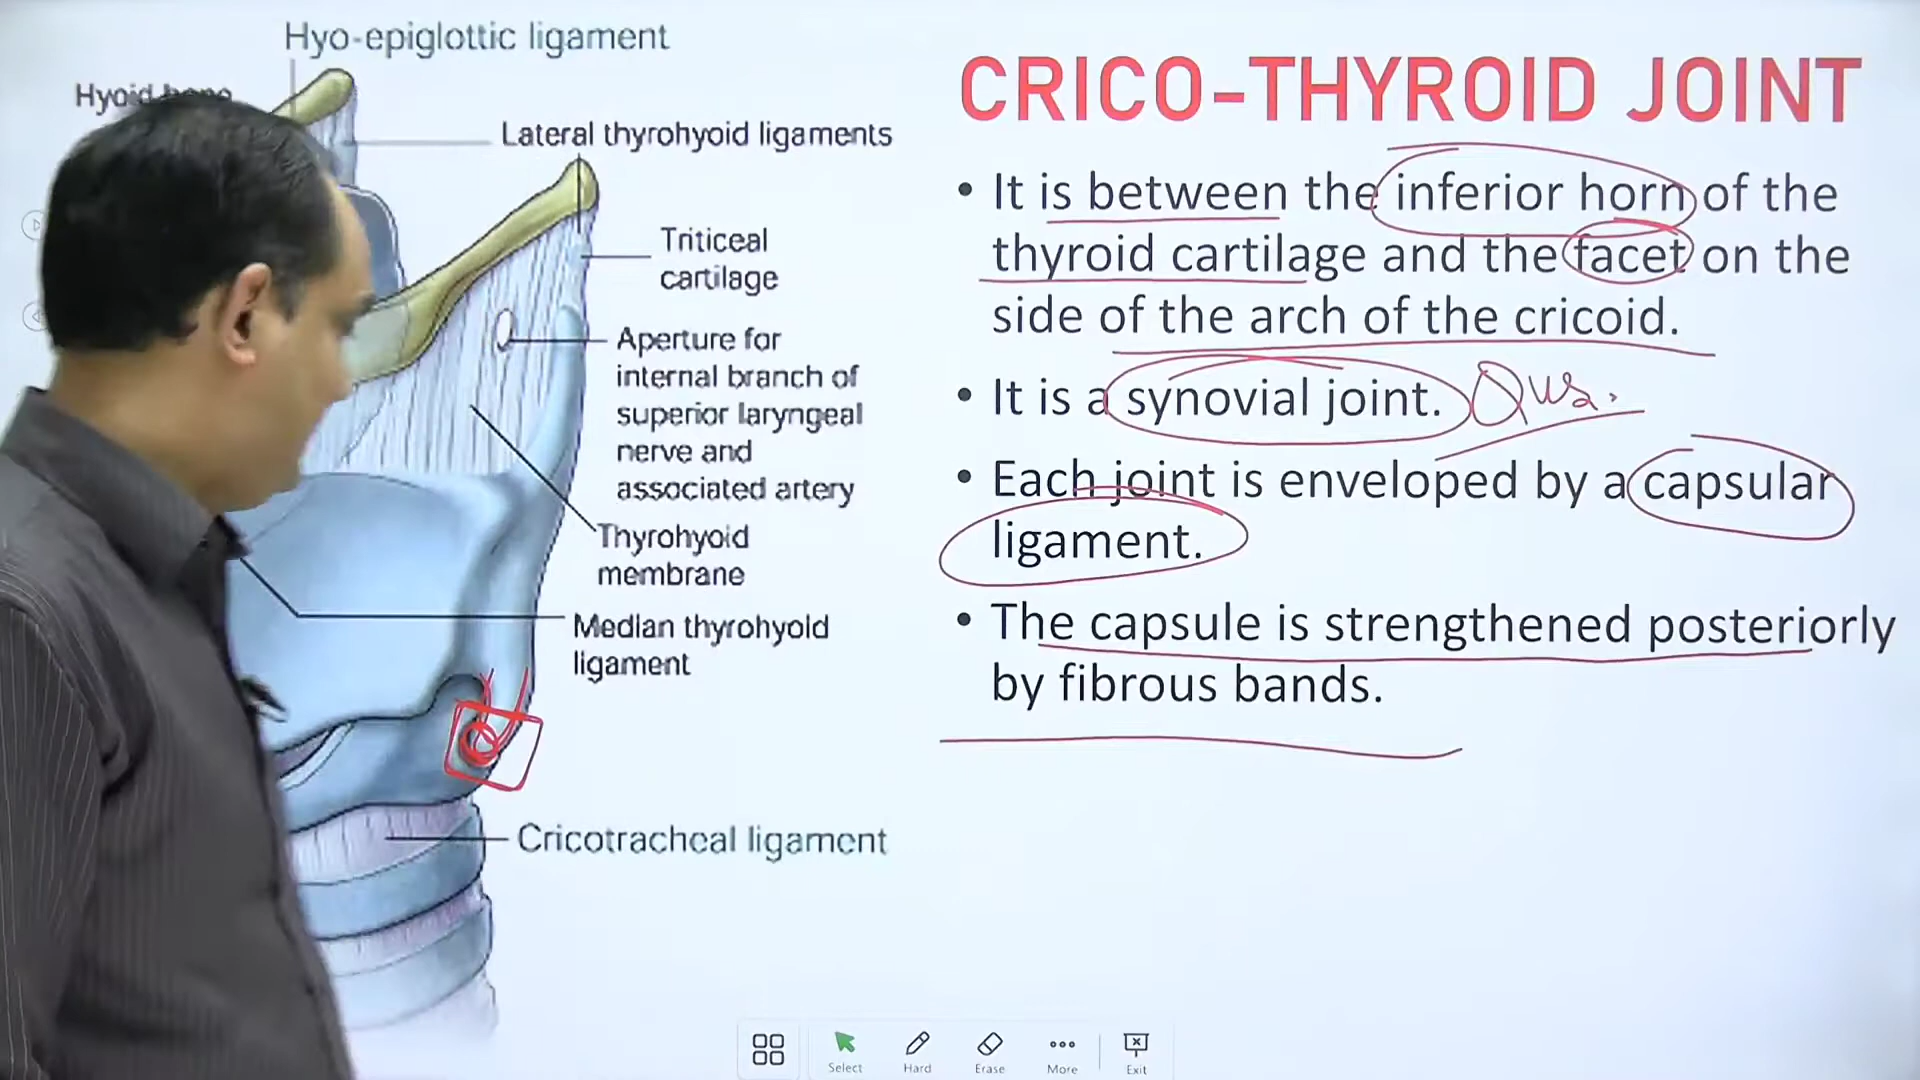 Hyo-epiglottic ligament
Hyoid bone
Lateral thyrohyoid ligaments
Triticeal
cartilage
Aperture for
internal branch of
superior laryngeal
nerve and
associated artery
Thyrohyoid
membrane
Median thyrohyoid
ligament
Cricotracheal ligament
CRICO-THYROID JOINT
• It is between the inferior horn of the
thyroid cartilage and the facet on the
side of the arch of the cricoid.
• It is a synovial joint.
• Each joint is enveloped by a capsular
ligament.
• The capsule is strengthened posteriorly
by fibrous bands.
Select
Hard
Erase
More
Exit